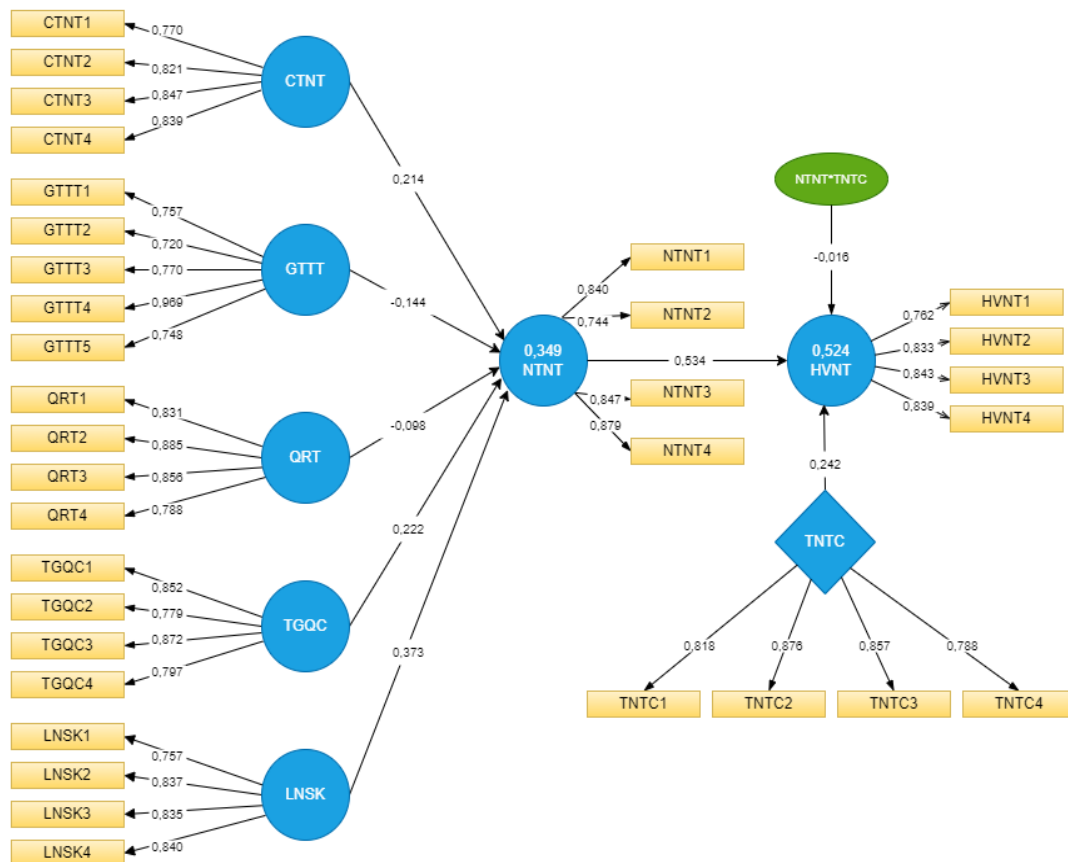 CTNT1
CTNT2
CTNT3
CTNT4
0,770
0,821
0,847
0,839
CTNT
0,214
GTTT1
GTTT2
GTTT3
GTTT4
GTTT5
0,757
0,720
0,770
0,969
0,748
GTTT
-0,144
QRT1
QRT2
QRT3
QRT4
0,831
0,885
0,856
0,788
QRT
-0,098
TGQC1
TGQC2
TGQC3
TGQC4
0,852
0,779
0,872
0,797
TGQC
0,222
LNSK1
LNSK2
LNSK3
LNSK4
0,757
0,837
0,835
0,840
LNSK
0,373
0,349
NTNT
0,840
0,744
0,847
0,879
NTNT1
NTNT2
NTNT3
NTNT4
0,534
NTNT*TNTC
-0,016
0,524
HVNT
0,762
0,833
0,843
0,839
HVNT1
HVNT2
HVNT3
HVNT4
0,242
TNTC
0,818
0,876
0,857
0,788
TNTC1
TNTC2
TNTC3
TNTC4